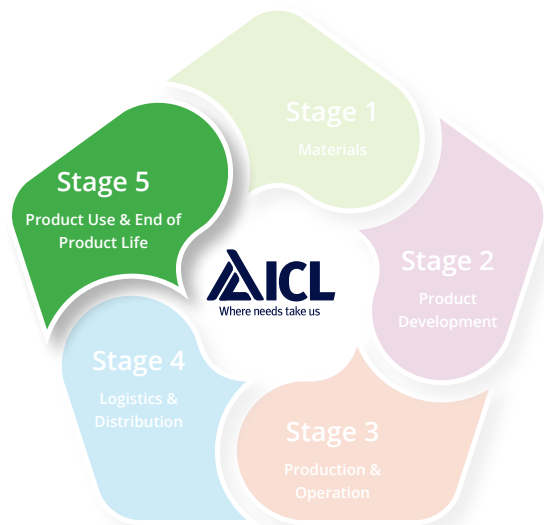 Stage 1
Materials
Stage 2
Product
Development
Stage 3
Production &
Operation
Stage 4
Logistics &
Distribution
Stage 5
Product Use & End of
Product Life
ICL
Where needs take us